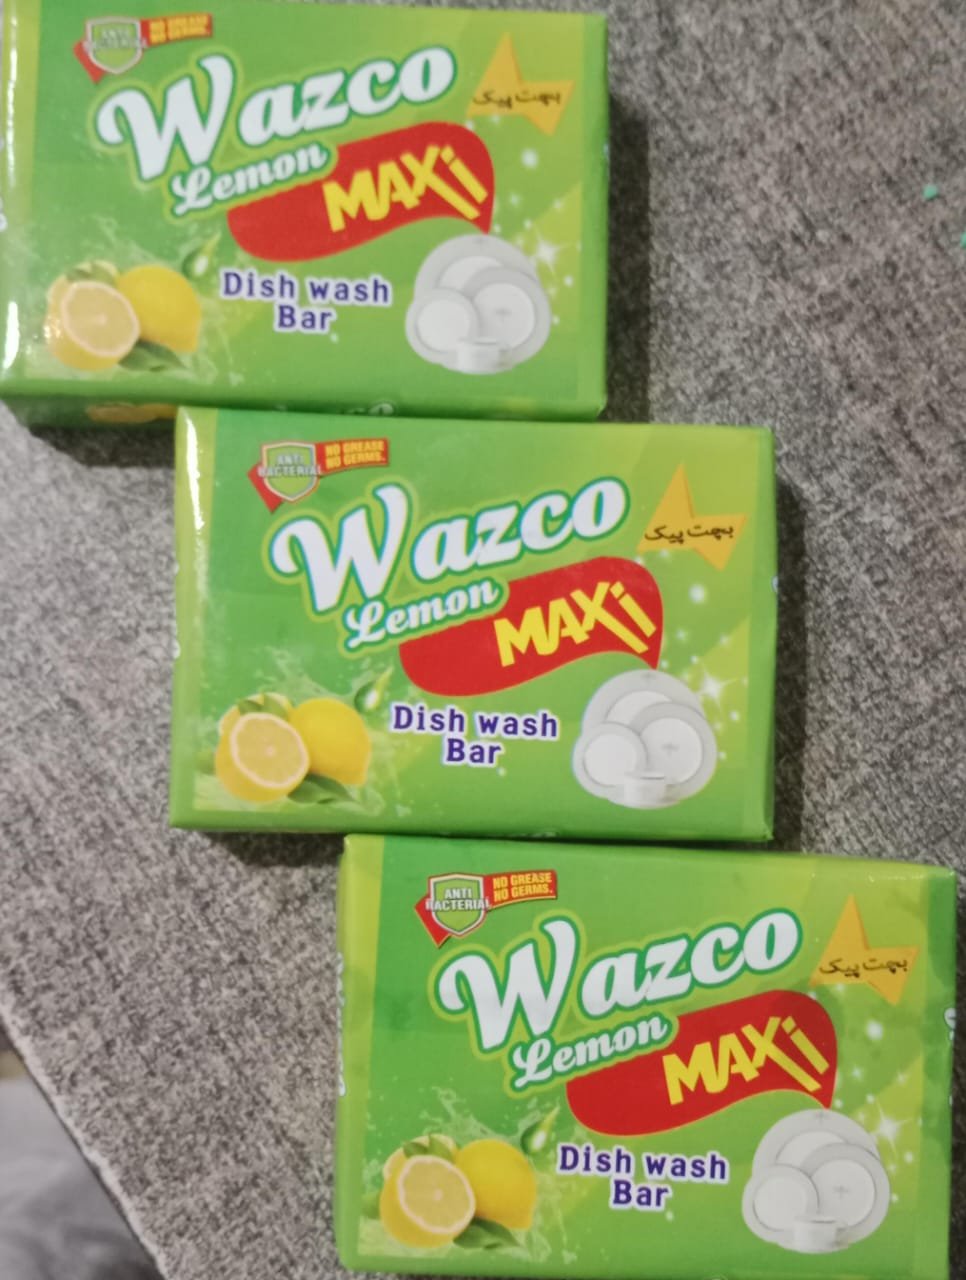 ANTI
BACTERIAL
NO GREASE
NO GERMS.
Wazco
بچت پیک
Lemon
MAXi
Dish wash
Bar
ANTI
BACTERIAL
NO GREASE
NO GERMS.
Wazco
بچت پیک
Lemon
MAXi
Dish wash
Bar
ANTI
BACTERIAL
NO GREASE
NO GERMS.
Wazco
بچت پیک
Lemon
MAXi
Dish wash
Bar